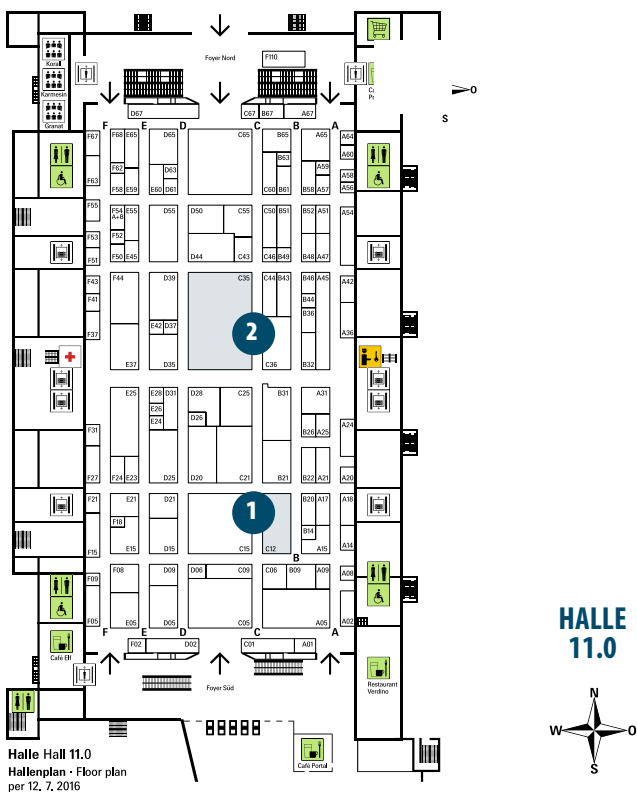 Foyer Nord
F110
C
P
O
S
Koralf
Karmesin
Granat
D67
C67 B67 A67
F E D C B A
F67 F68 E65 D65 C65 B65 A65 A64
B63 A60
F62 D63 A59 A58
F63 F58 E59 E60 D61 C60 B61 B58 A57 A56
F55 F54 E55 D55 D50 C55 C50 B51 B52 A51 A54
A+B
F53 F52
F51 F50 E45 D44 C43 C46 B49 B48 A47
F43 F44 D39 C35 C44 B43 B46 A45 A42
F41 B44
B36
F37 E42 D37 2 A36
E37 D35 C36 B32
E25 E28 D31 D28 C25 B31 A31
E26
F31 E24 D26 B26 A25 A24
F27 F24 E23 D25 D20 C21 B21 B22 A21 A20
F21 E21 D21 1 B20 A17 A18
F18 B14
F15 E15 D15 C15 C12 A15 A14
B
F09 F08 D09 D06 C09 C06 B09 A09 A08
F05 E05 D05 C05 A05 A02
F E D C A
F02 D02 C01 A01
Café Elf
Foyer Süd
Restaurant
Verdino
Café Portal
HALLE
11.0
N
W O
S
Halle Hall 11.0
Hallenplan · Floor plan
per 12. 7. 2016